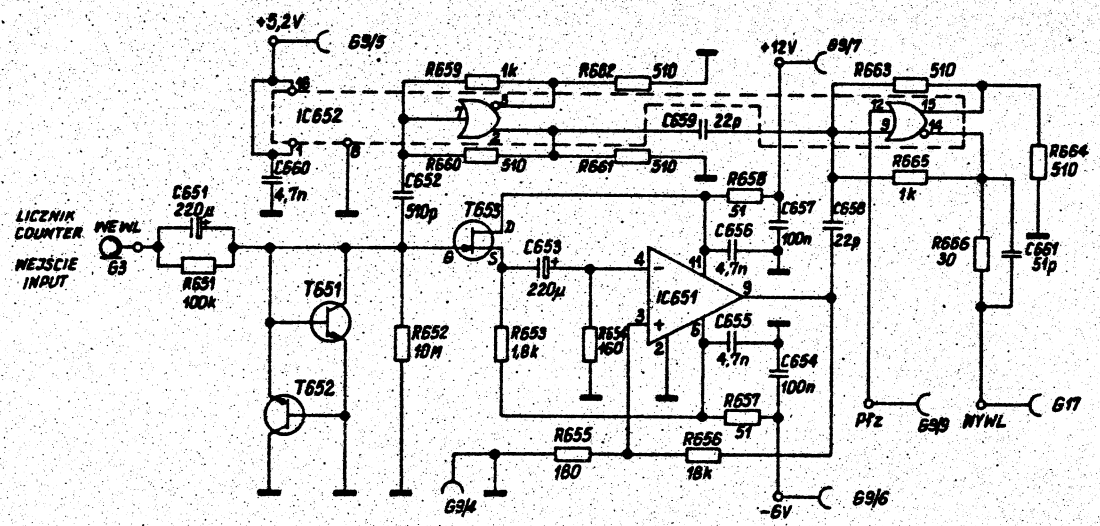 +5,2V
G9/5
+12V
G9/7
R659
1k
R662
510
R663
510
16
IC652
7
8
2
C659
22p
12
9
15
14
1
8
C660
4,7n
R660
510
R661
510
R664
510
C652
510p
R658
51
R665
1k
C651
220μ
+
LICZNIK
COUNTER
WEWL
G3
WEJŚCIE
INPUT
R651
100k
T653
D
G
S
C657
100n
C658
22p
C656
4,7n
R666
30
C661
51p
C653
+
220μ
4
−
11
IC651
9
T651
3
+
6
2
C655
4,7n
R652
10M
R653
1,8k
R654
160
C654
100n
T652
R657
51
Pfz
G9/9
WYWL
G17
R655
180
R656
18k
G9/4
G9/6
−6V